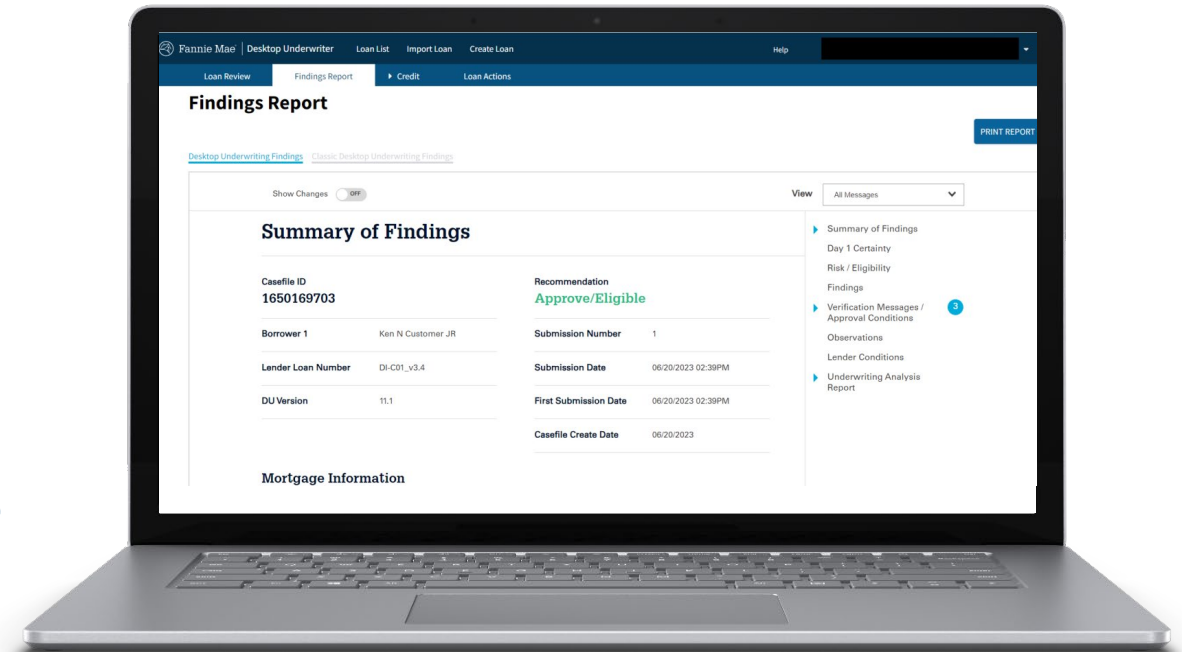 Fannie Mae | Desktop Underwriter Loan List Import Loan Create Loan Help
Loan Review Findings Report Credit Loan Actions
Findings Report
PRINT REPORT
Desktop Underwriting Findings Classic Desktop Underwriting Findings
Show Changes OFF View All Messages
Summary of Findings
Casefile ID
1650169703
Recommendation
Approve/Eligible
Borrower 1 Ken N Customer JR
Submission Number 1
Lender Loan Number DI-C01_v3.4
Submission Date 06/20/2023 02:39PM
DU Version 11.1
First Submission Date 06/20/2023 02:39PM
Casefile Create Date 06/20/2023
Mortgage Information
Summary of Findings
Day 1 Certainty
Risk / Eligibility
Findings
Verification Messages / 3
Approval Conditions
Observations
Lender Conditions
Underwriting Analysis
Report